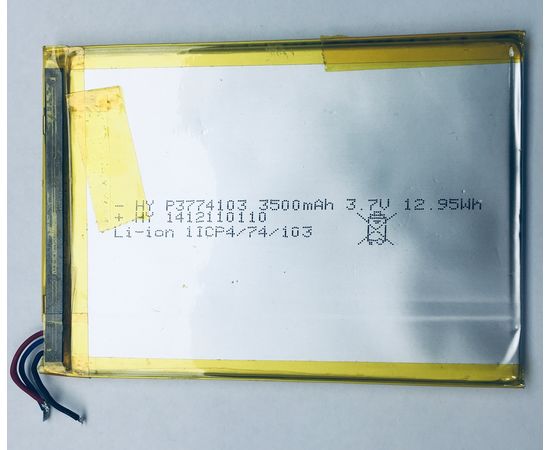 - HY P3774103 3500mAh 3.7V 12.95Wh
+ HY 1412110110
Li-ion 1ICP4/74/103